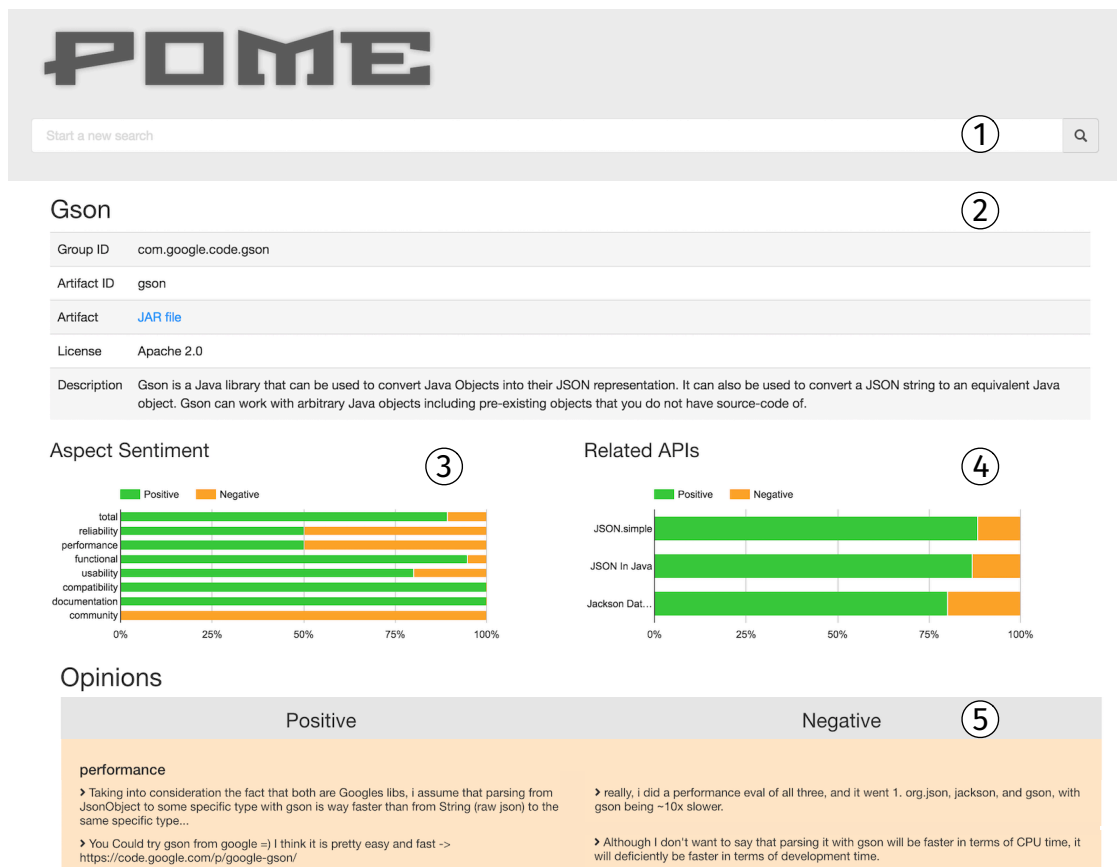 POME
Start a new search
1
Gson
2
Group ID com.google.code.gson
Artifact ID gson
Artifact JAR file
License Apache 2.0
Description Gson is a Java library that can be used to convert Java Objects into their JSON representation. It can also be used to convert a JSON string to an equivalent Java
object. Gson can work with arbitrary Java objects including pre-existing objects that you do not have source-code of.
Aspect Sentiment
3
Positive Negative
total
reliability
performance
functional
usability
compatibility
documentation
community
0% 25% 50% 75% 100%
Related APIs
4
Positive Negative
JSON.simple
JSON In Java
Jackson Dat...
0% 25% 50% 75% 100%
Opinions
Positive
Negative
5
performance
> Taking into consideration the fact that both are Googles libs, i assume that parsing from
JsonObject to some specific type with gson is way faster than from String (raw json) to the
same specific type...
> You Could try gson from google =) I think it is pretty easy and fast ->
https://code.google.com/p/google-gson/
> really, i did a performance eval of all three, and it went 1. org.json, jackson, and gson, with
gson being ~10x slower.
> Although I don't want to say that parsing it with gson will be faster in terms of CPU time, it
will deficiently be faster in terms of development time.